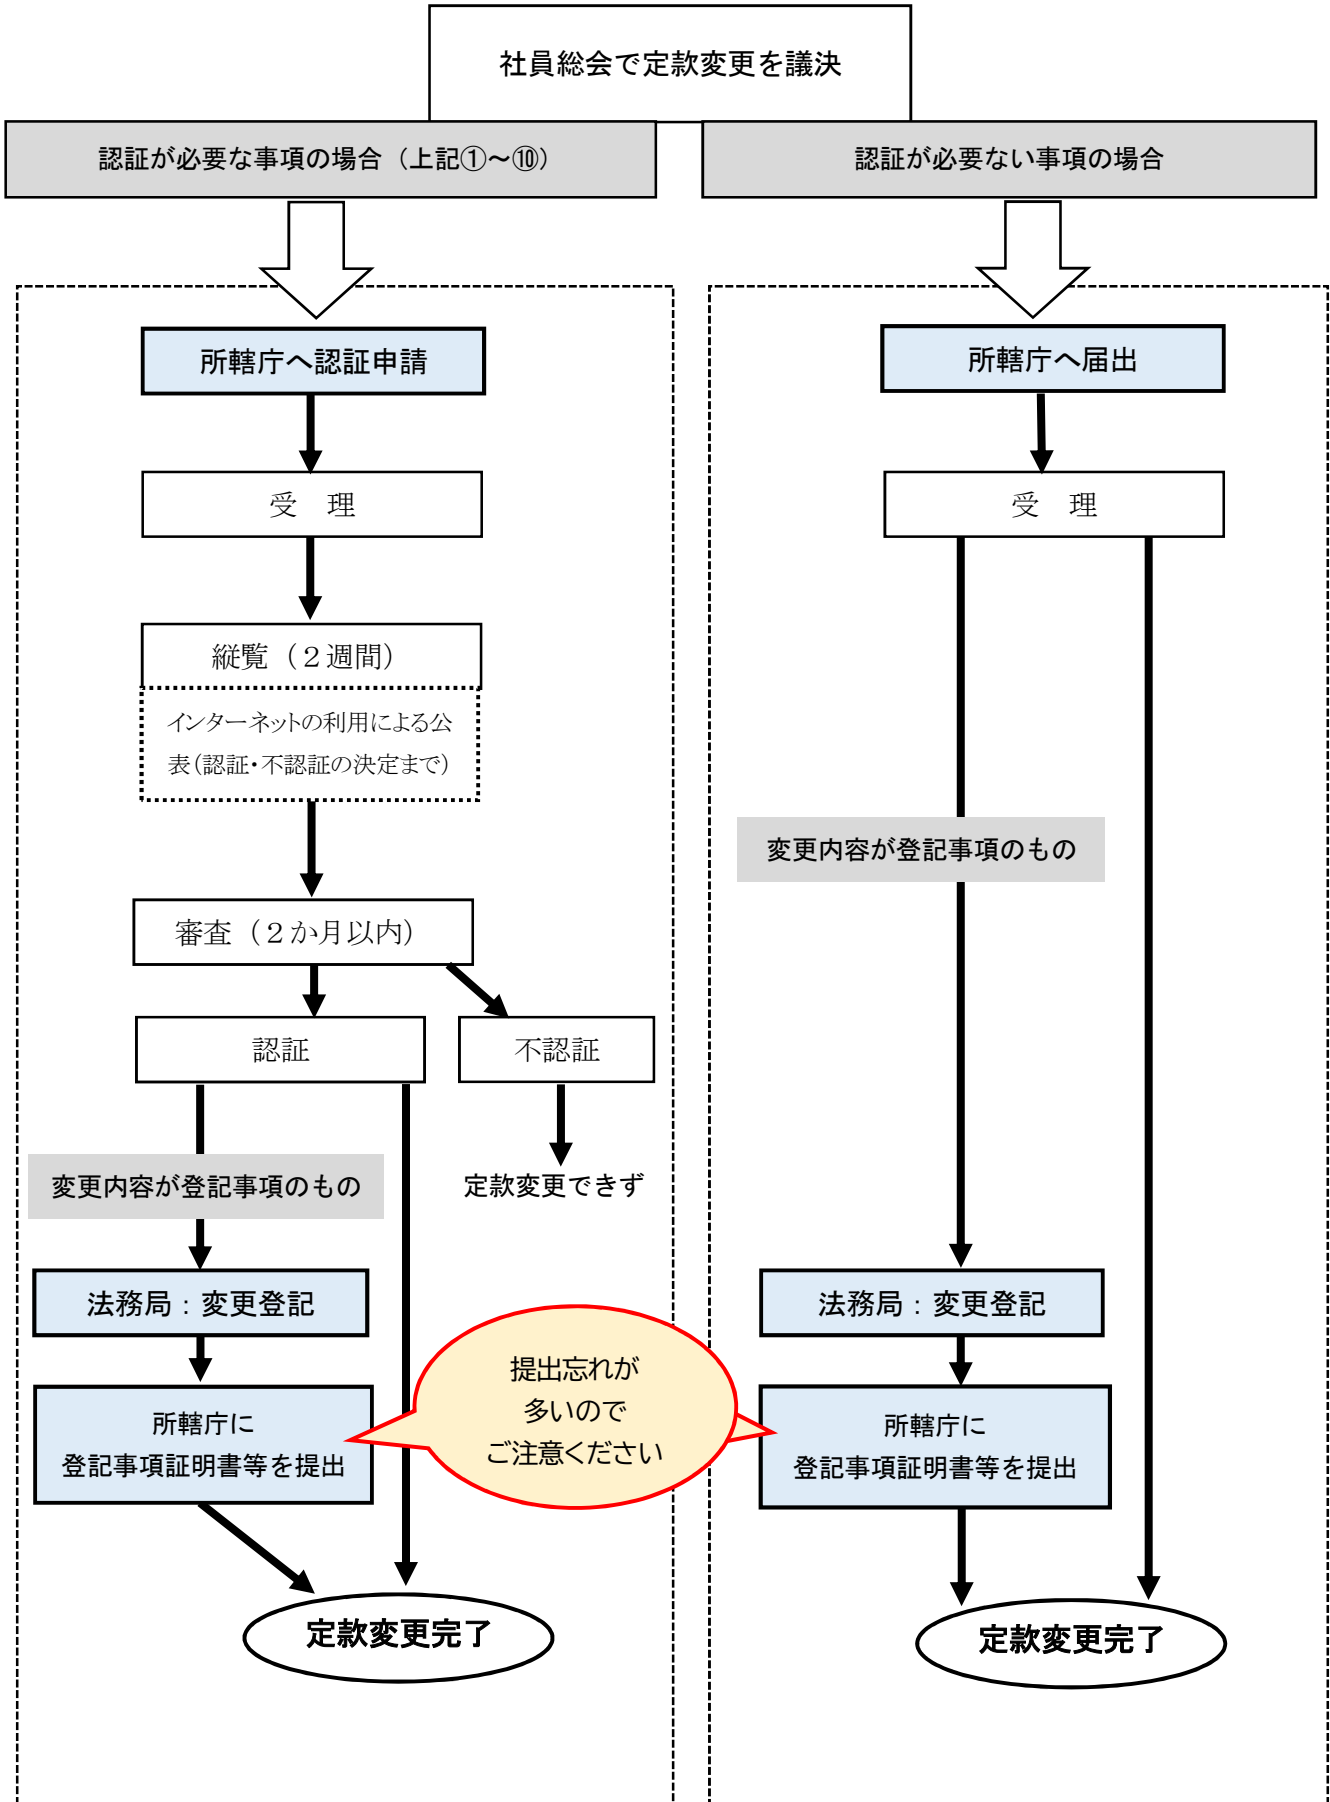 社員総会で定款変更を議決
認証が必要な事項の場合（上記①～⑩）
所轄庁へ認証申請
受　理
縦覧（２週間）
インターネットの利用による公
表（認証・不認証の決定まで）
審査（２か月以内）
認証
不認証
変更内容が登記事項のもの
定款変更できず
法務局：変更登記
所轄庁に
登記事項証明書等を提出
定款変更完了
提出忘れが
多いので
ご注意ください
認証が必要ない事項の場合
所轄庁へ届出
受　理
変更内容が登記事項のもの
法務局：変更登記
所轄庁に
登記事項証明書等を提出
定款変更完了